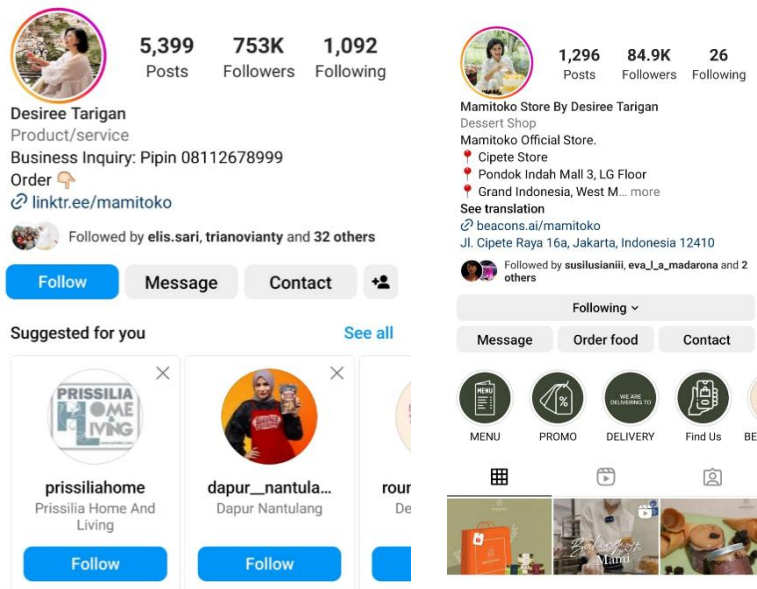 5,399 753K 1,092
Posts Followers Following
Desiree Tarigan
Product/service
Business Inquiry: Pipin 08112678999
Order
linktr.ee/mamitoko
Followed by elis.sari, trianovianty and 32 others
Follow Message Contact
Suggested for you See all
PRISSILIA
HOME
&
LIVING
prissiliahome dapur__nantula... rour
Prissilia Home And Dapur Nantulang De
Living
Follow Follow
1,296 84.9K 26
Posts Followers Following
Mamitoko Store By Desiree Tarigan
Dessert Shop
Mamitoko Official Store.
Cipete Store
Pondok Indah Mall 3, LG Floor
Grand Indonesia, West M... more
See translation
beacons.ai/mamitoko
Jl. Cipete Raya 16a, Jakarta, Indonesia 12410
Followed by susilusianiii, eva_l_a_madarona and 2
others
Following
Message Order food Contact
MENU
WE ARE
DELIVERING TO
MENU PROMO DELIVERY Find Us BE
Baking with
Mami